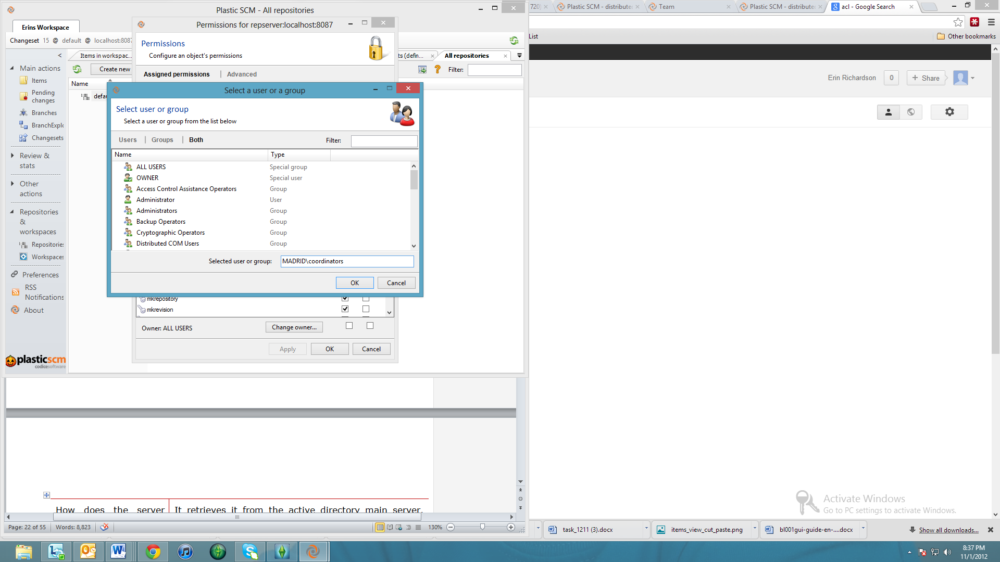 Plastic SCM - All repositories
Erins Workspace
Changeset 15 @ default @ localhost:8087
Main actions
Items
Pending
changes
Branches
BranchExplo
Changesets
Review &
stats
Other
actions
Repositories
&
workspaces
Repositories
Workspaces
Preferences
RSS
Notifications
About
plasticscm
codicesoftware
Items in workspac...
ts (defin...
All repositories
Create new
Filter:
Name
defau
Permissions for repserver:localhost:8087
Permissions
Configure an object's permissions
Assigned permissions
Advanced
Select a user or a group
Select user or group
Select a user or group from the list below
Users
Groups
Both
Filter:
Name Type
ALL USERS Special group
OWNER Special user
Access Control Assistance Operators Group
Administrator User
Administrators Group
Backup Operators Group
Cryptographic Operators Group
Distributed COM Users Group
Selected user or group: MADRID\coordinators
OK
Cancel
mkrepository
mkrevision
Owner: ALL USERS
Change owner...
Apply
OK
Cancel
How does the server
It retrieves it from the active directory main server.
Page: 22 of 55
Words: 8,823
130%
720)
Plastic SCM - distribute
Team
Plastic SCM - distribute
acl - Google Search
List
Other bookmarks
Erin Richardson
0
+ Share
Activate Windows
Go to PC settings to activate Windows.
task_1211 (3).docx
items_view_cut_paste.png
bl001gui-guide-en-....docx
Show all downloads...
8:37 PM
11/1/2012